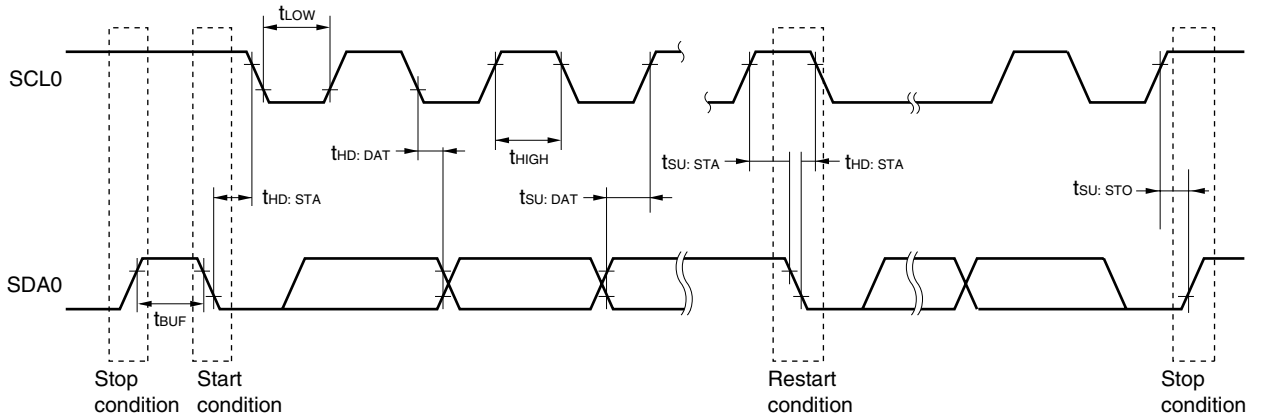 tLOW
SCL0
tHD: DAT
tHIGH
tSU: STA
tHD: STA
tHD: STA
tSU: DAT
tSU: STO
SDA0
tBUF
Stop
condition
Start
condition
Restart
condition
Stop
condition